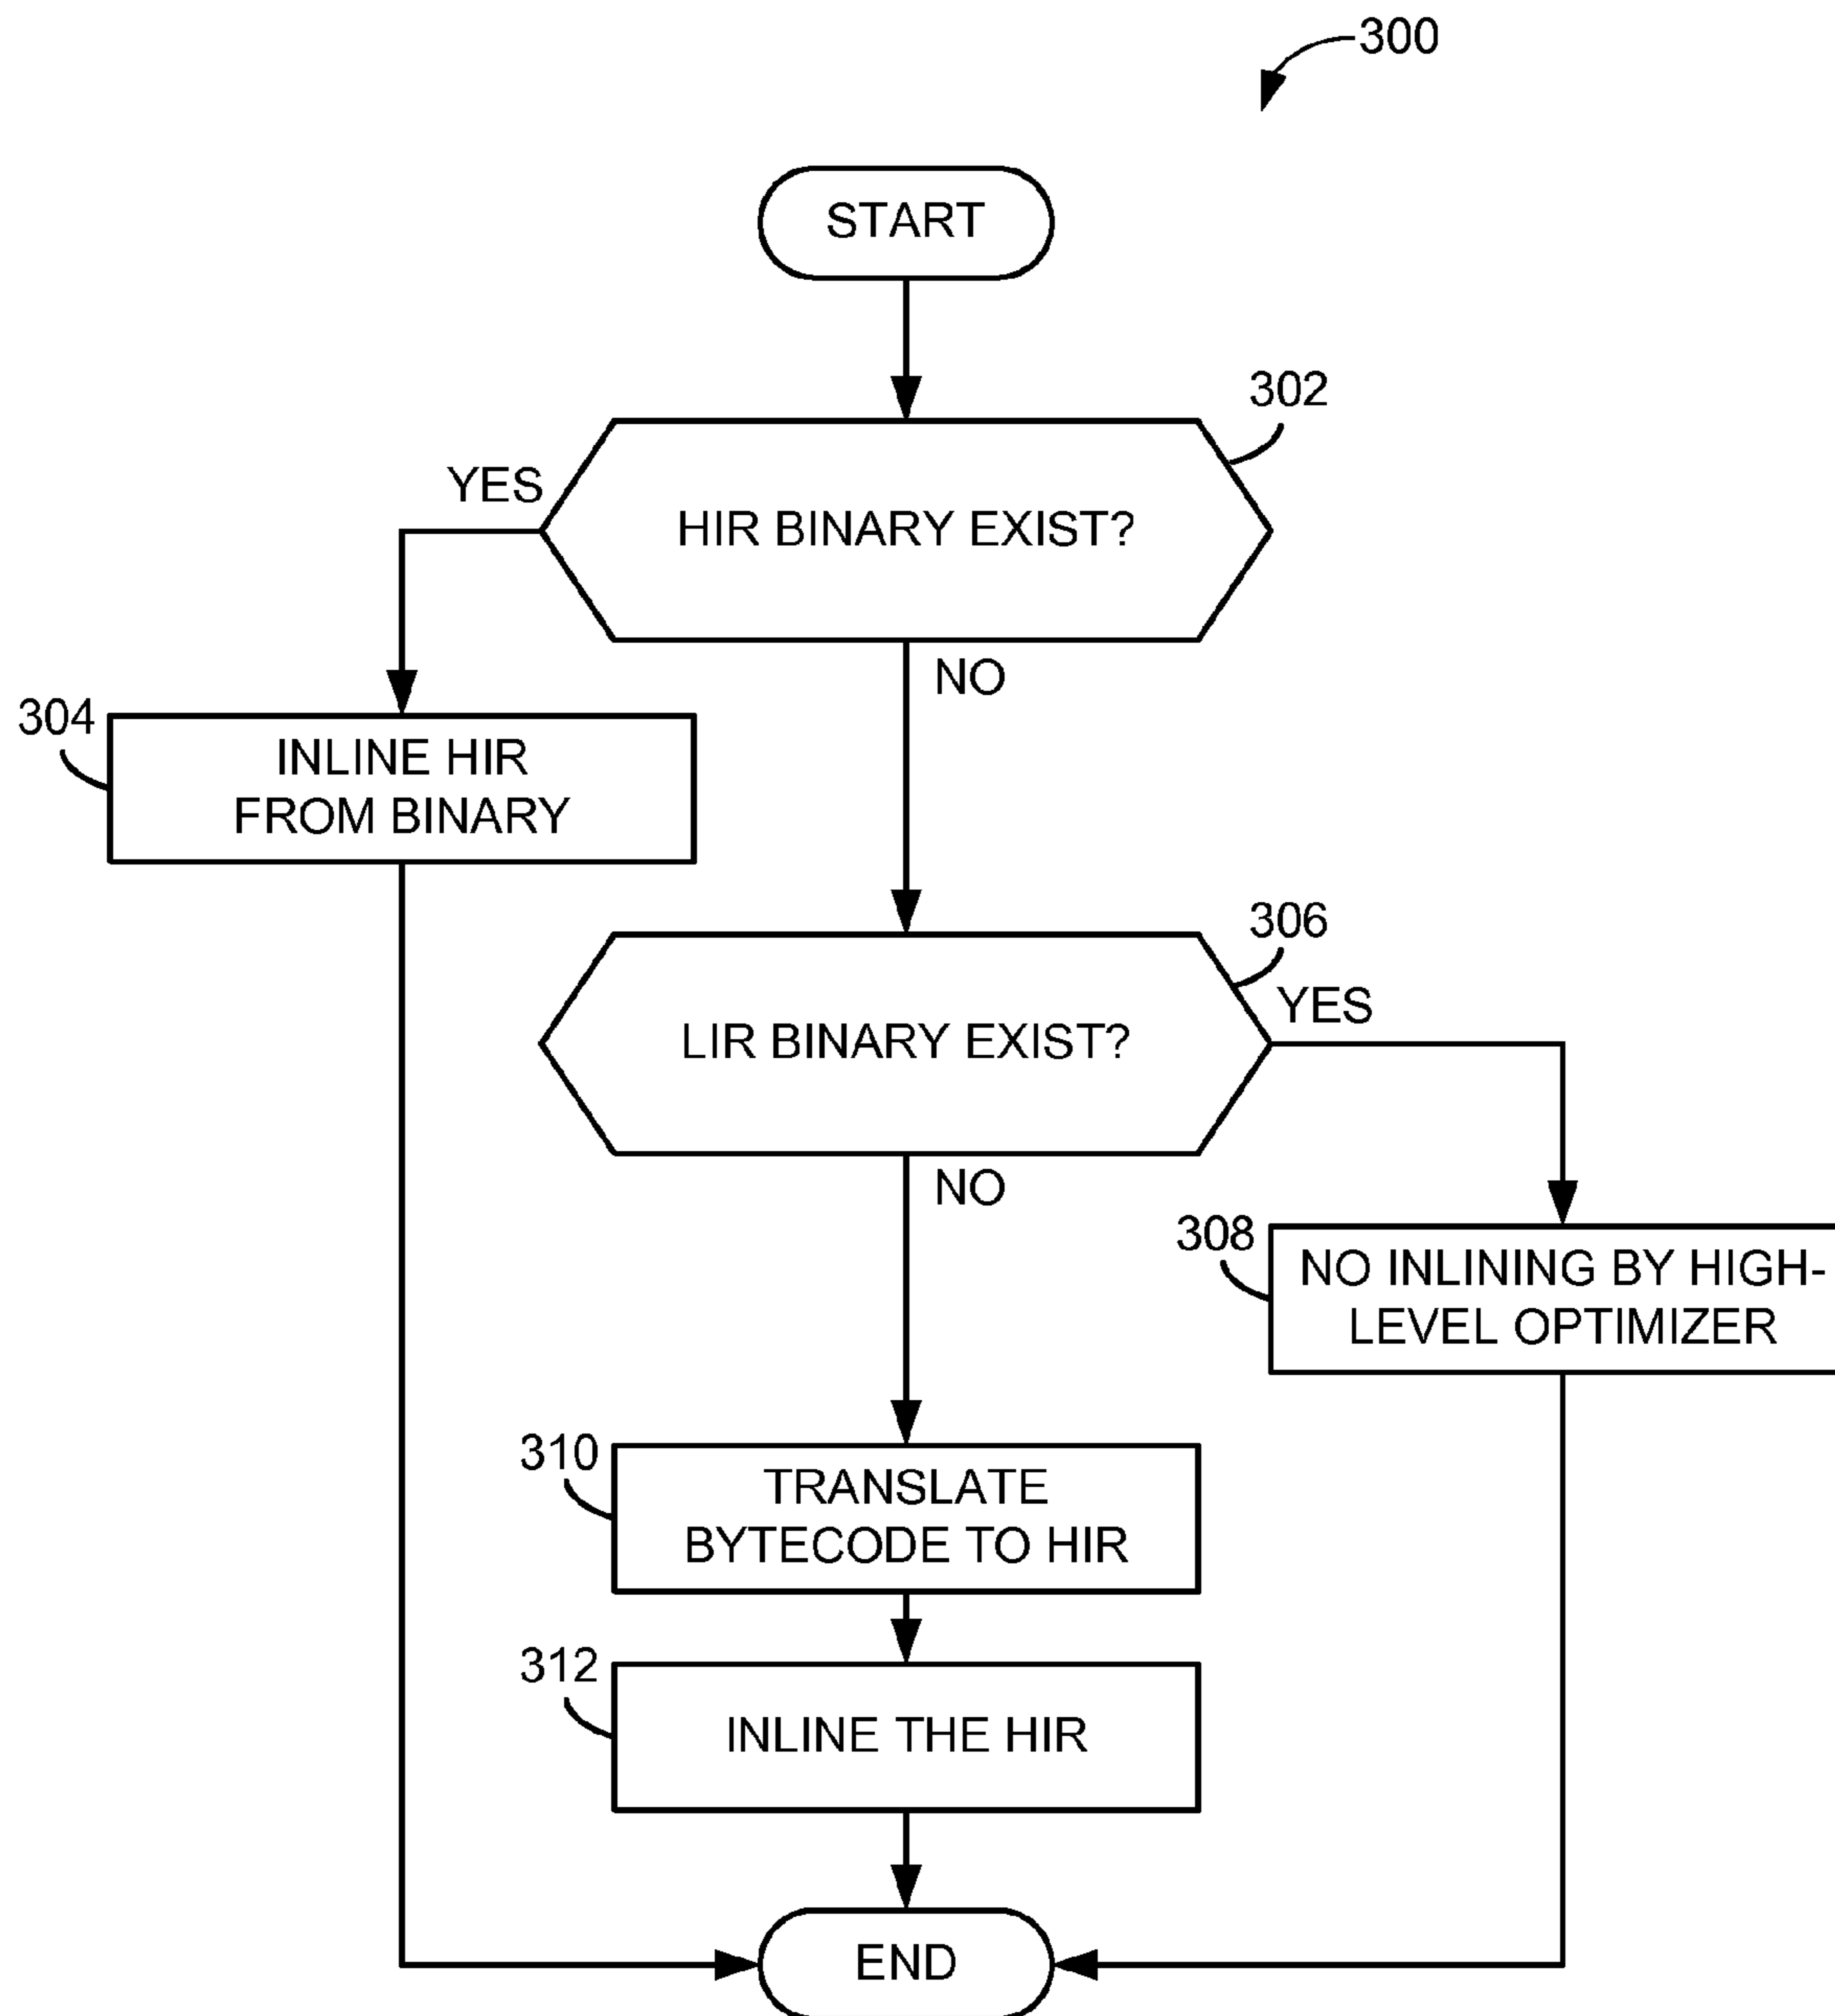 300
START
302
YES
HIR BINARY EXIST?
NO
304
INLINE HIR
FROM BINARY
306
YES
LIR BINARY EXIST?
NO
308
NO INLINING BY HIGH-
LEVEL OPTIMIZER
310
TRANSLATE
BYTECODE TO HIR
312
INLINE THE HIR
END